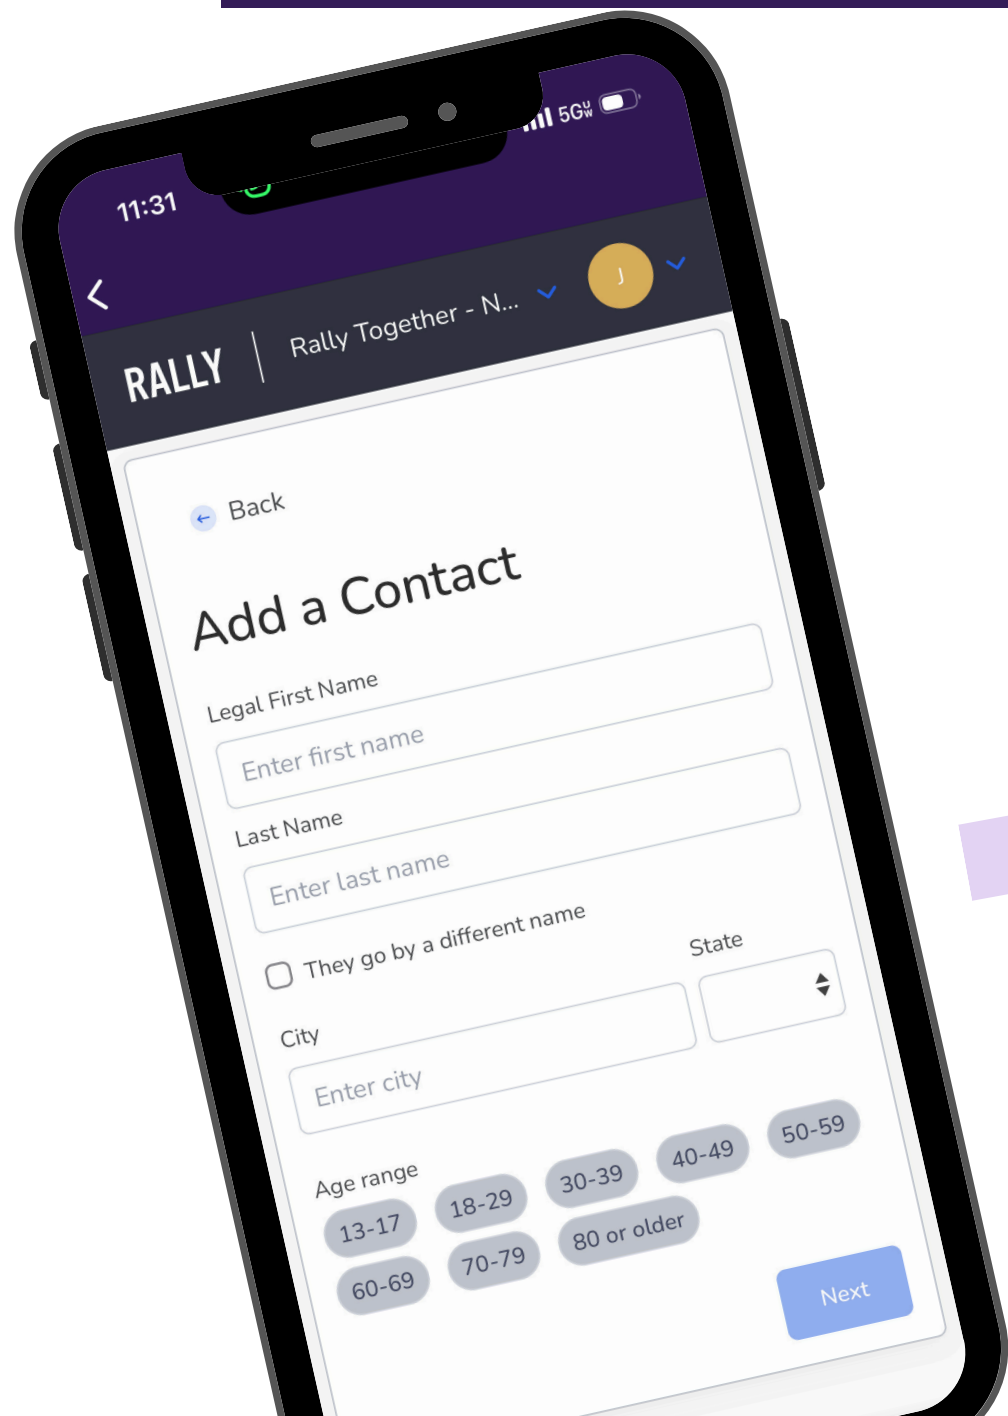 11:31
5GUW
RALLY
Rally Together - N...
J
Back
Add a Contact
Legal First Name
Enter first name
Last Name
Enter last name
They go by a different name
City
State
Enter city
Age range
13-17
18-29
30-39
40-49
50-59
60-69
70-79
80 or older
Next